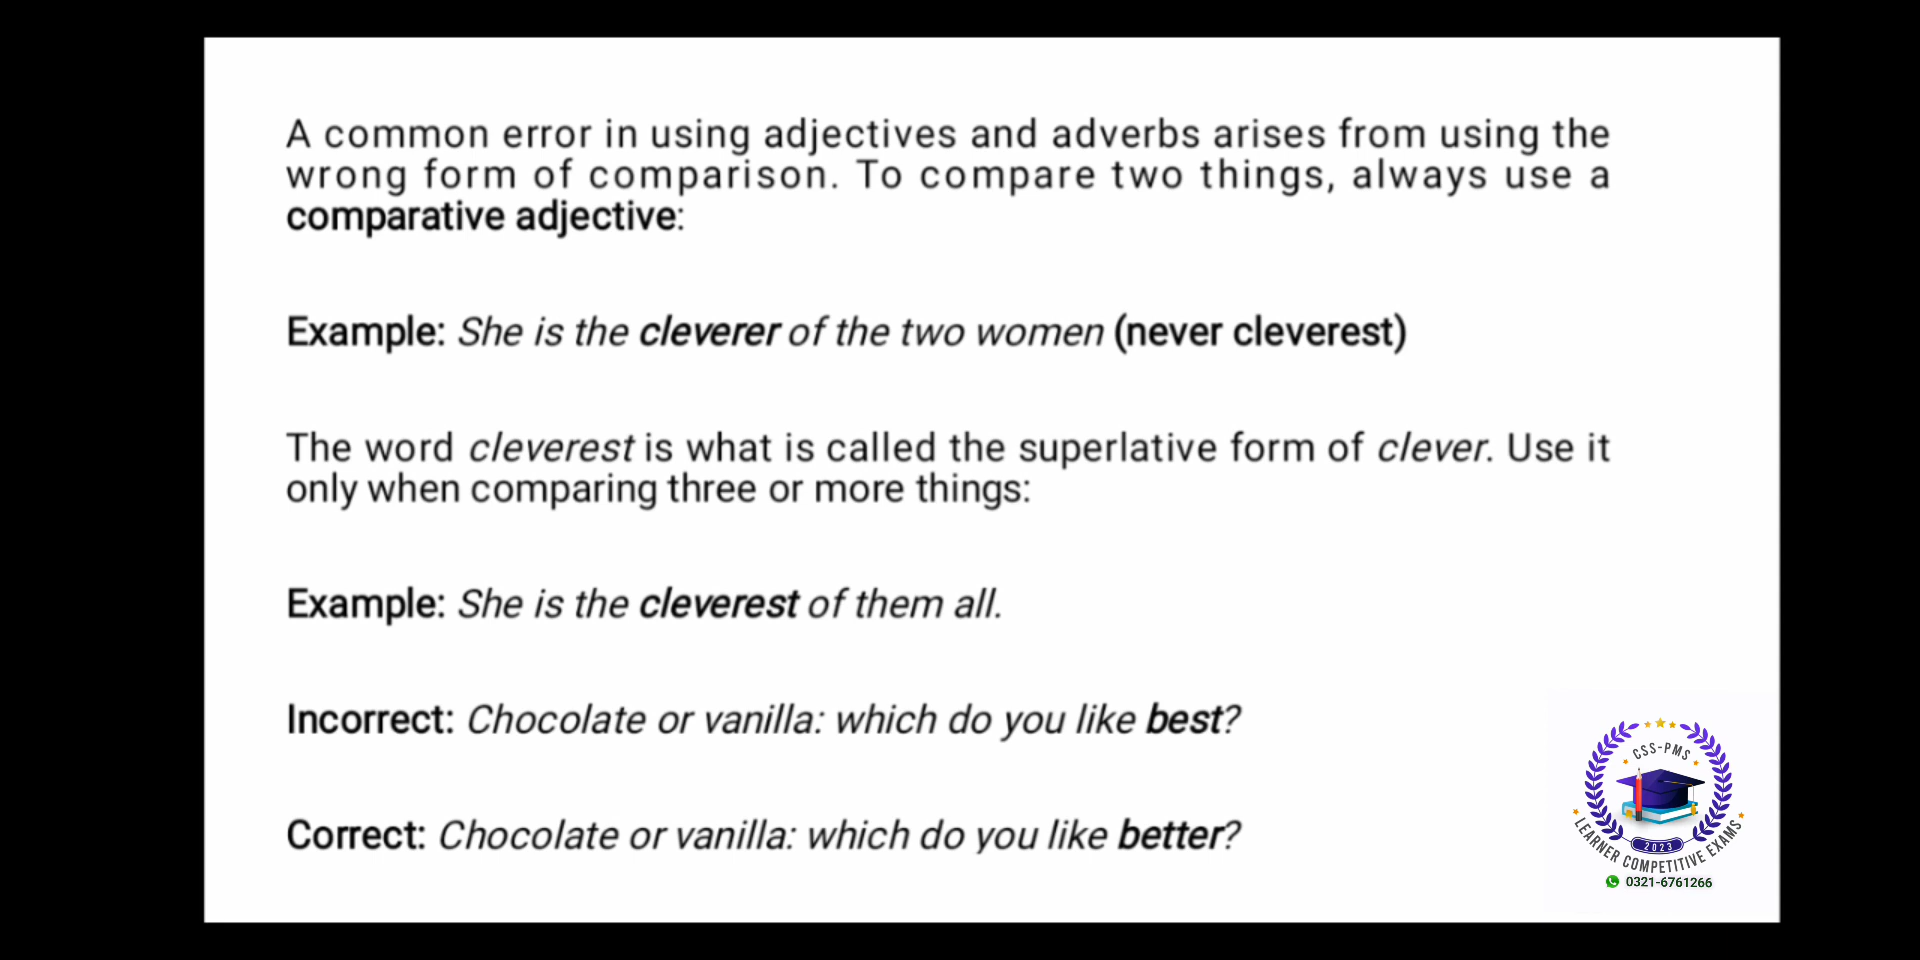 A common error in using adjectives and adverbs arises from using the
wrong form of comparison. To compare two things, always use a
comparative adjective:
Example: She is the cleverer of the two women (never cleverest)
The word cleverest is what is called the superlative form of clever. Use it
only when comparing three or more things:
Example: She is the cleverest of them all.
Incorrect: Chocolate or vanilla: which do you like best?
Correct: Chocolate or vanilla: which do you like better?
CSS-PMS
2023
LEARNER COMPETITIVE EXAMS
0321-6761266